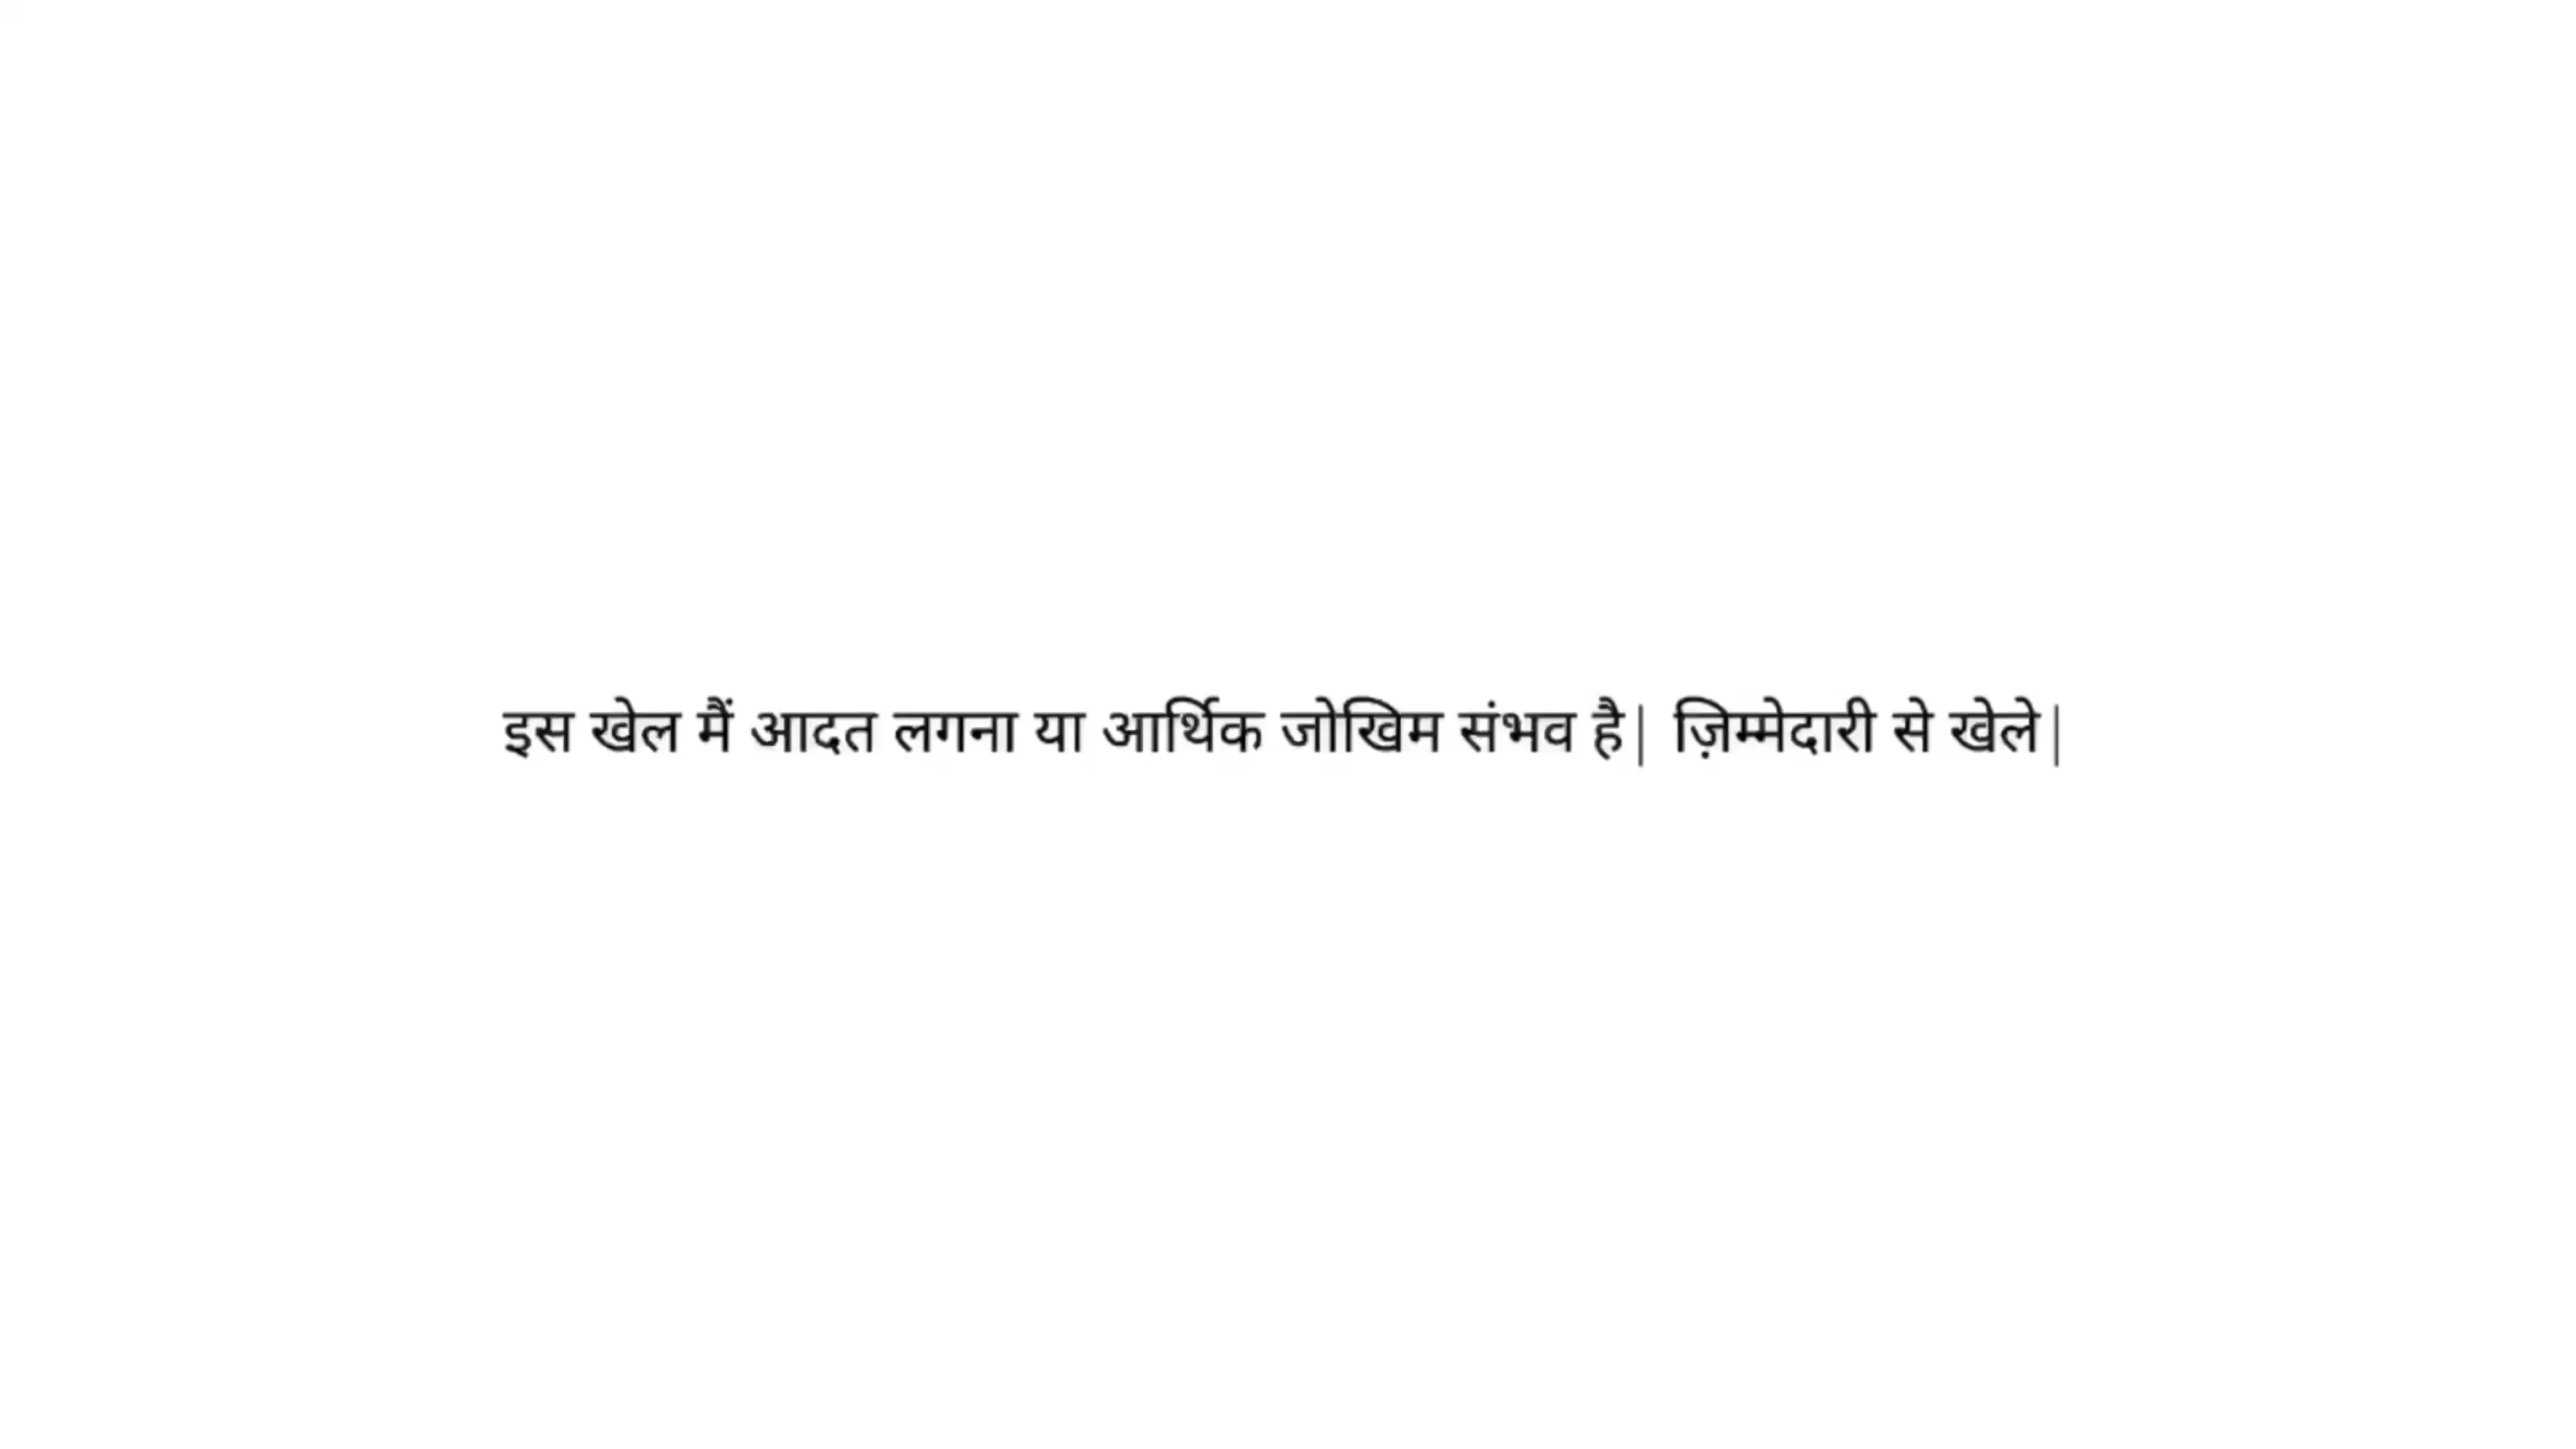 इस खेल मैं आदत लगना या आर्थिक जोखिम संभव है| ज़िम्मेदारी से खेले|